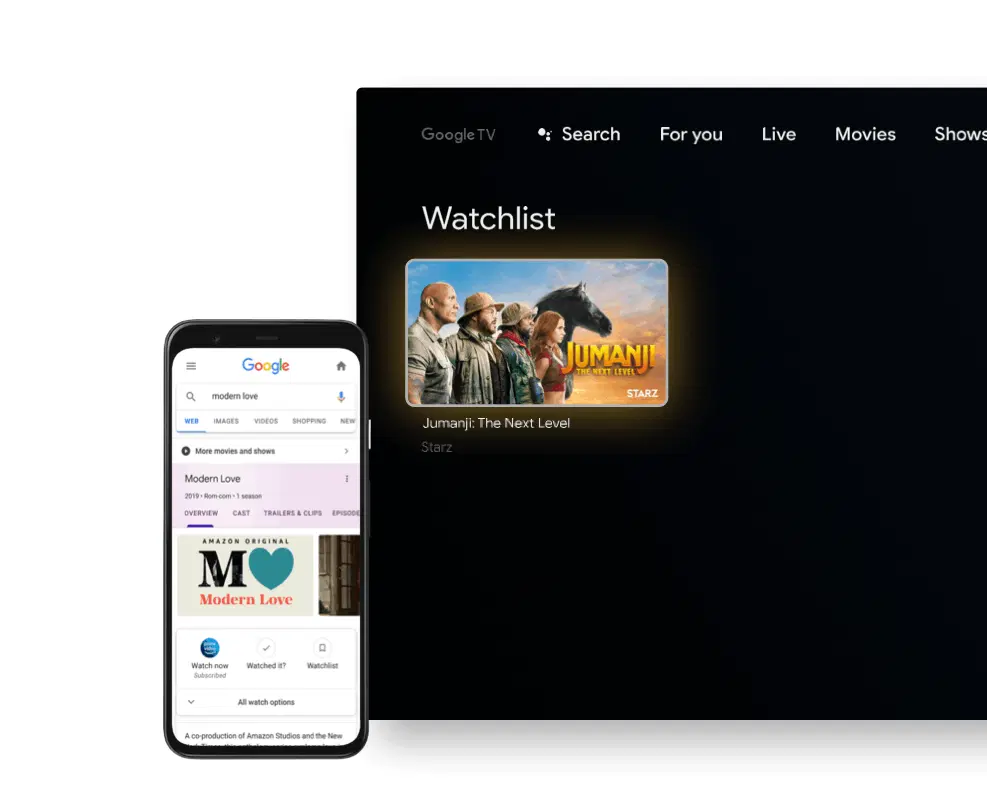 Google TV
Search For you Live Movies Shows
Watchlist
JUMANJI
THE NEXT LEVEL
STARZ
Jumanji: The Next Level
Starz
Google
modern love
WEB IMAGES VIDEOS SHOPPING NEW
More movies and shows
Modern Love
2019 • Rom-com • 1 season
OVERVIEW CAST TRAILERS & CLIPS EPISODE
AMAZON ORIGINAL
M
Modern Love
prime video
Watch now Watched it? Watchlist
Subscribed
All watch options
A co-production of Amazon Studios and the New